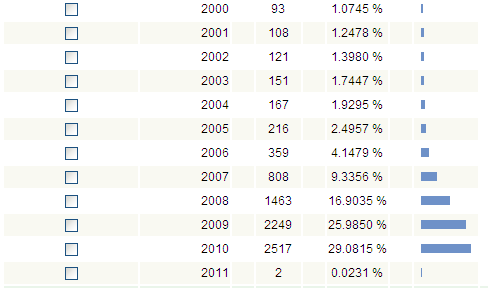 2000 93 1.0745 %
2001 108 1.2478 %
2002 121 1.3980 %
2003 151 1.7447 %
2004 167 1.9295 %
2005 216 2.4957 %
2006 359 4.1479 %
2007 808 9.3356 %
2008 1463 16.9035 %
2009 2249 25.9850 %
2010 2517 29.0815 %
2011 2 0.0231 %